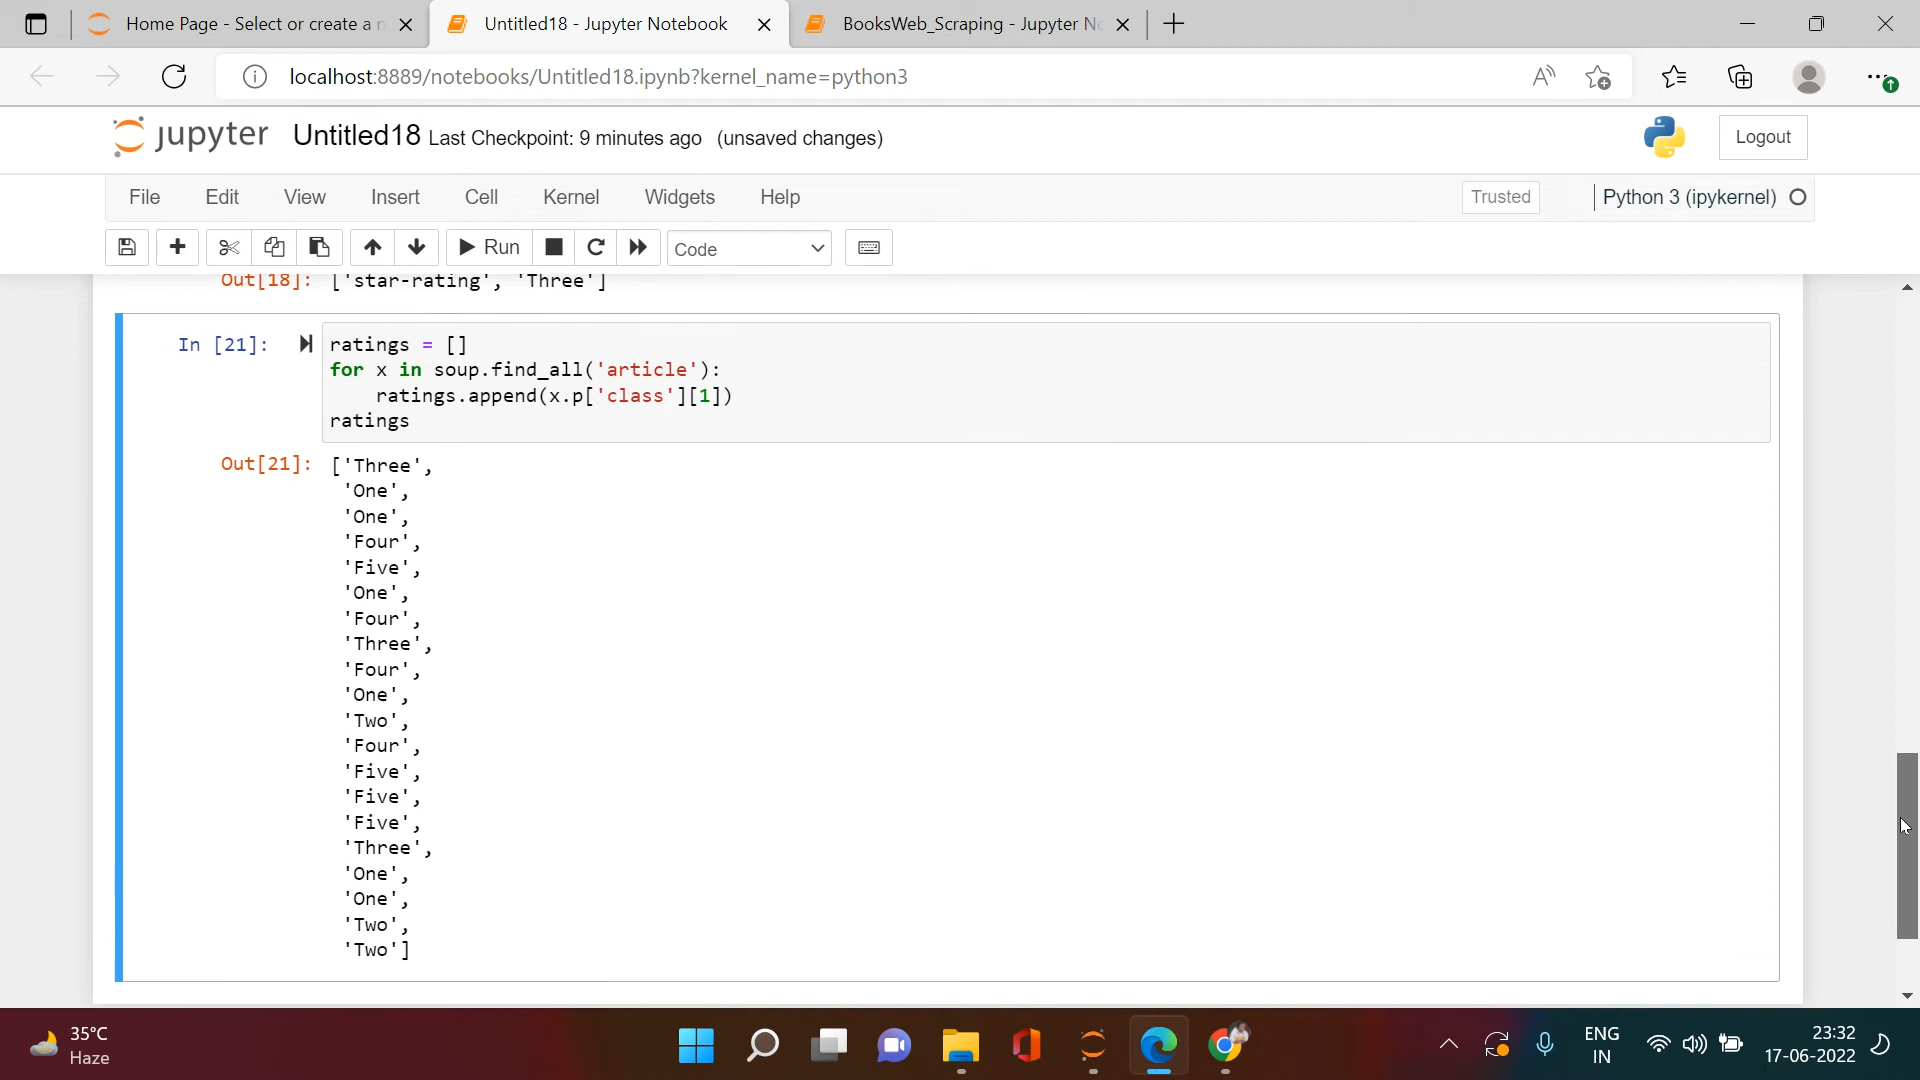 Home Page - Select or create a n
Untitled18 - Jupyter Notebook
BooksWeb_Scraping - Jupyter No
localhost:8889/notebooks/Untitled18.ipynb?kernel_name=python3
jupyter Untitled18 Last Checkpoint: 9 minutes ago (unsaved changes)
Logout
File Edit View Insert Cell Kernel Widgets Help
Trusted
Python 3 (ipykernel)
Run
Code
Out[18]: ['star-rating', 'Three']
In [21]: ratings = []
for x in soup.find_all('article'):
    ratings.append(x.p['class'][1])
ratings
Out[21]: ['Three',
'One',
'One',
'Four',
'Five',
'One',
'Four',
'Three',
'Four',
'One',
'Two',
'Four',
'Five',
'Five',
'Five',
'Three',
'One',
'One',
'Two',
'Two']
35°C
Haze
ENG
IN
23:32
17-06-2022